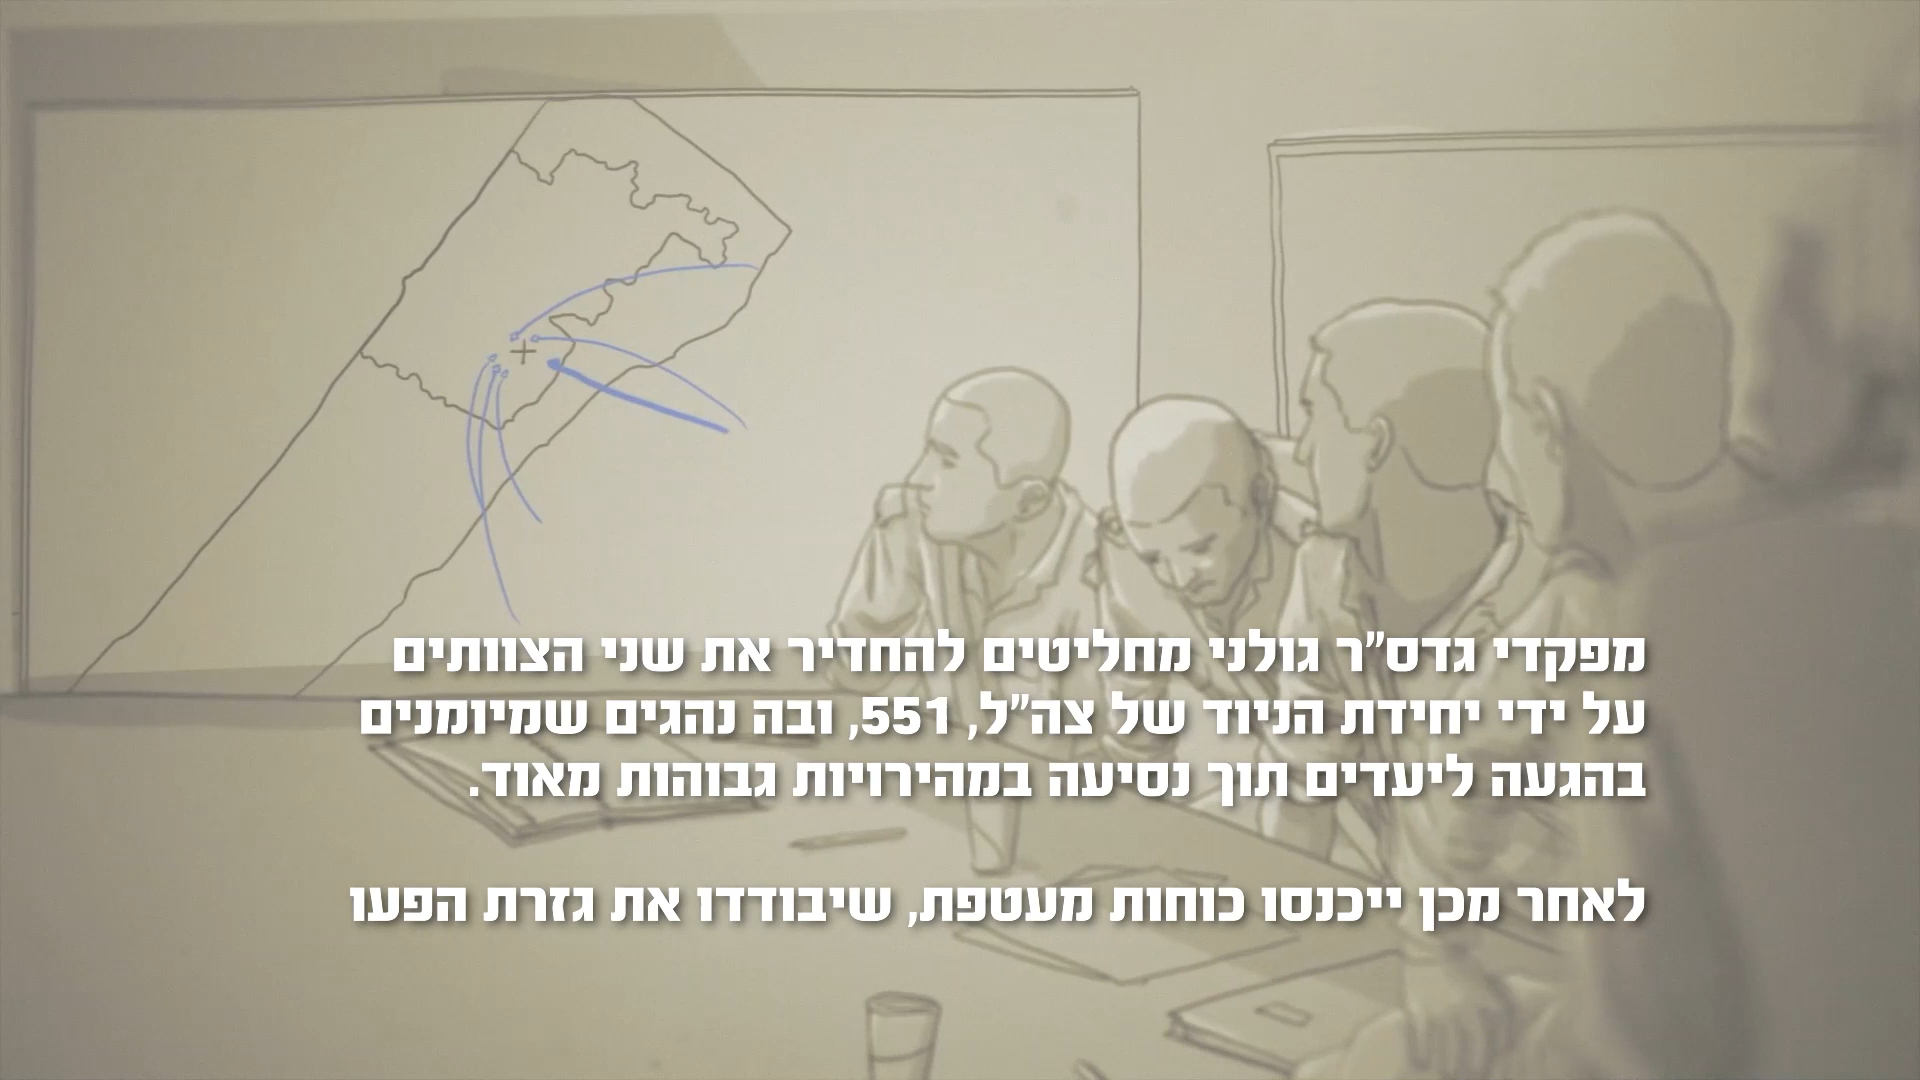 מפקדי גדס"ר גולני מחליטים להחדיר את שני הצוותים
על ידי יחידת הניוד של צה"ל, 551, ובה נהגים שמיומנים
בהגעה ליעדים תוך נסיעה במהירויות גבוהות מאוד.
לאחר מכן ייכנסו כוחות מעטפת, שיבודדו את גזרת הפעו